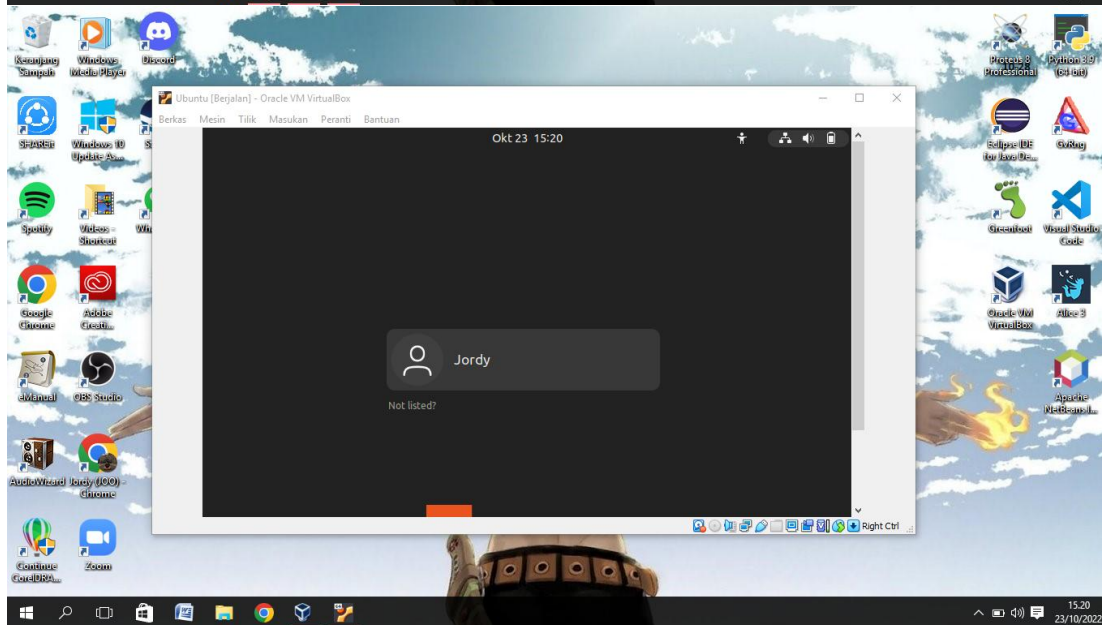 Keranjang
Sampah
Windows
Media Player
Discord
Proteus 8
Professional
Python 3.9
(64-bit)
Ubuntu [Berjalan] - Oracle VM VirtualBox
Berkas Mesin Tilik Masukan Peranti Bantuan
Okt 23 15:20
SHAREit
Windows 10
Update As...
Eclipse IDE
for Java De...
GvRng
Spotify
Videos -
Shortcut
Greenfoot
Visual Studio
Code
Google
Chrome
Adobe
Creati...
Oracle VM
VirtualBox
Alice 3
Jordy
Not listed?
eManual
OBS Studio
Apache
NetBeans I...
AudioWizard
Jordy (JOO) -
Chrome
Right Ctrl
Continue
CorelDRA...
Zoom
15.20
23/10/2022